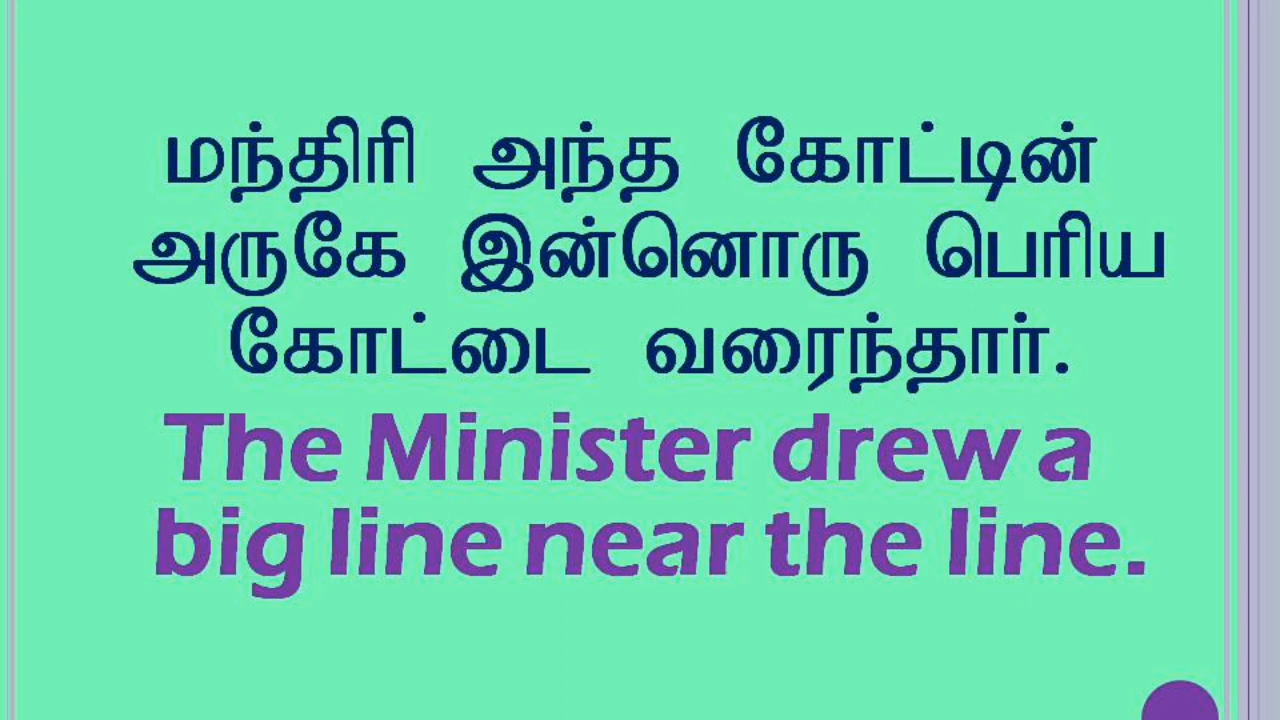 மந்திரி அந்த கோட்டின்
அருகே இன்னொரு பெரிய
கோட்டை வரைந்தார்.
The Minister drew a
big line near the line.